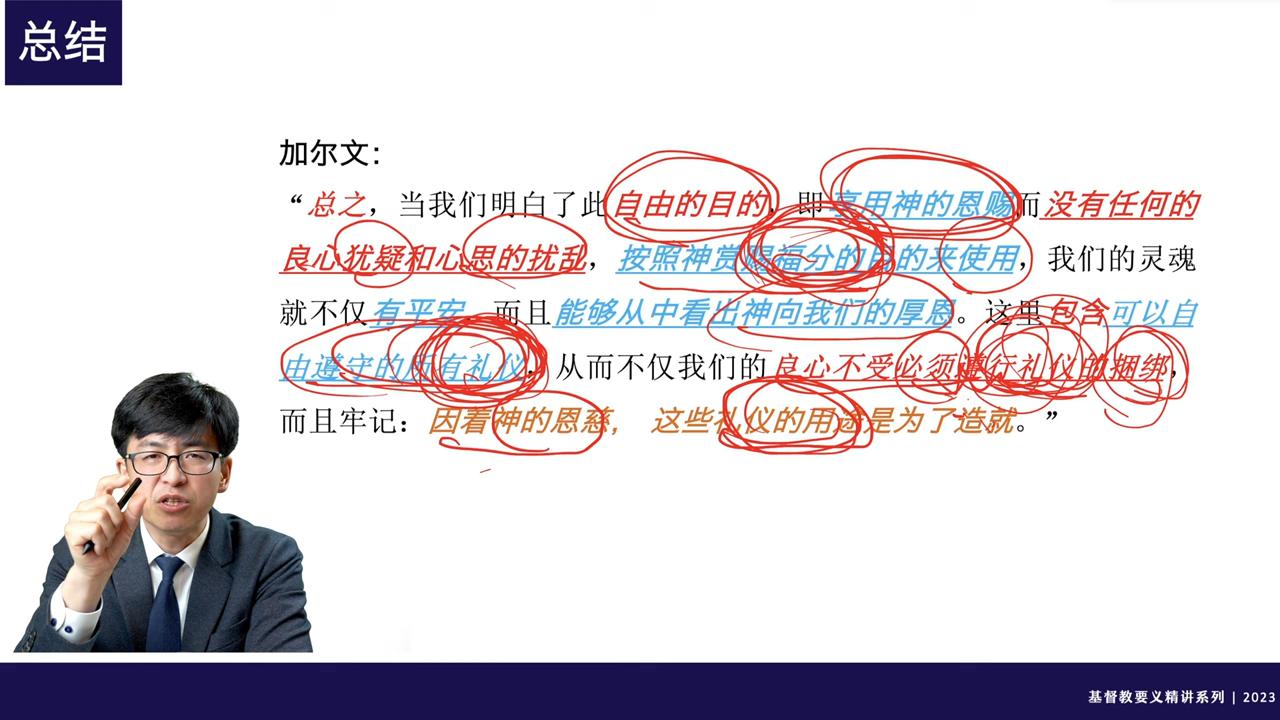 总结
加尔文：
“总之，当我们明白了此自由的目的，即享用神的恩赐而没有任何的
良心犹疑和心思的扰乱，按照神赏赐福分的目的来使用，我们的灵魂
就不仅有平安，而且能够从中看出神向我们的厚恩。这里包含可以自
由遵守的所有礼仪，从而不仅我们的良心不受必须遵行礼仪的捆绑，
而且牢记：因着神的恩慈， 这些礼仪的用途是为了造就。”
基督教要义精讲系列 | 2023